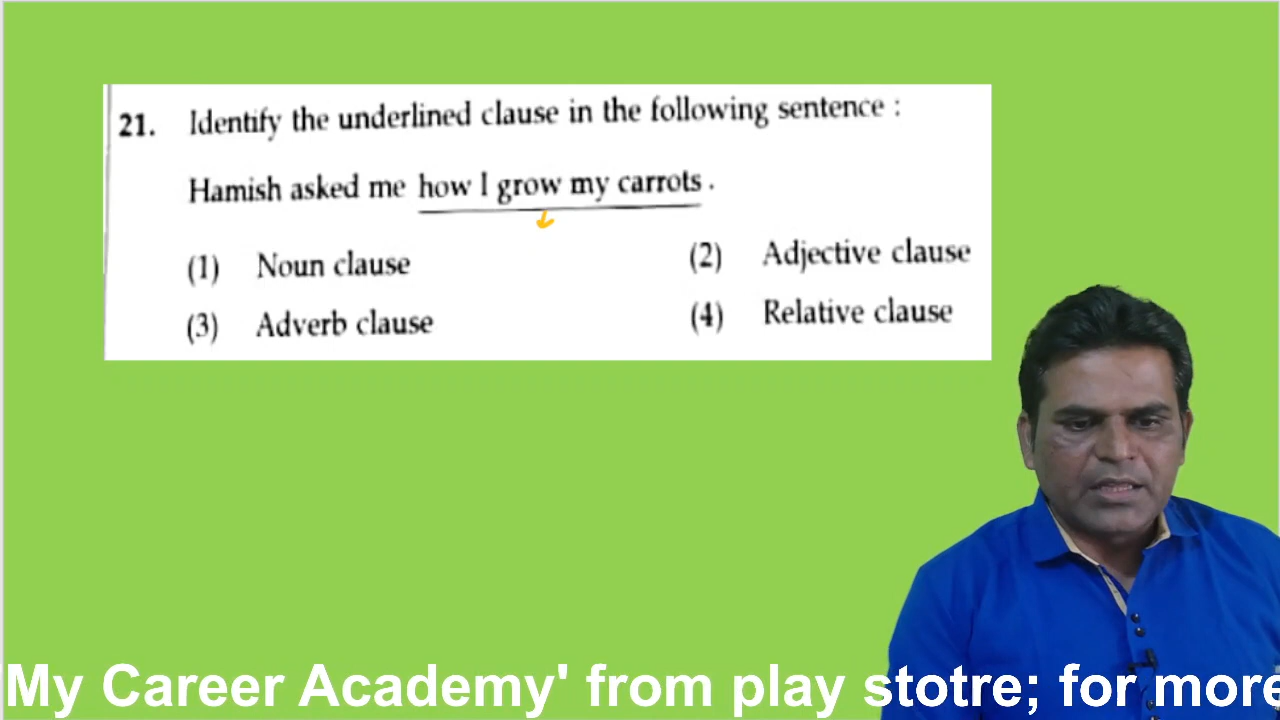 21. Identify the underlined clause in the following sentence :
Hamish asked me how I grow my carrots .
(1) Noun clause (2) Adjective clause
(3) Adverb clause (4) Relative clause
'My Career Academy' from play stotre; for more